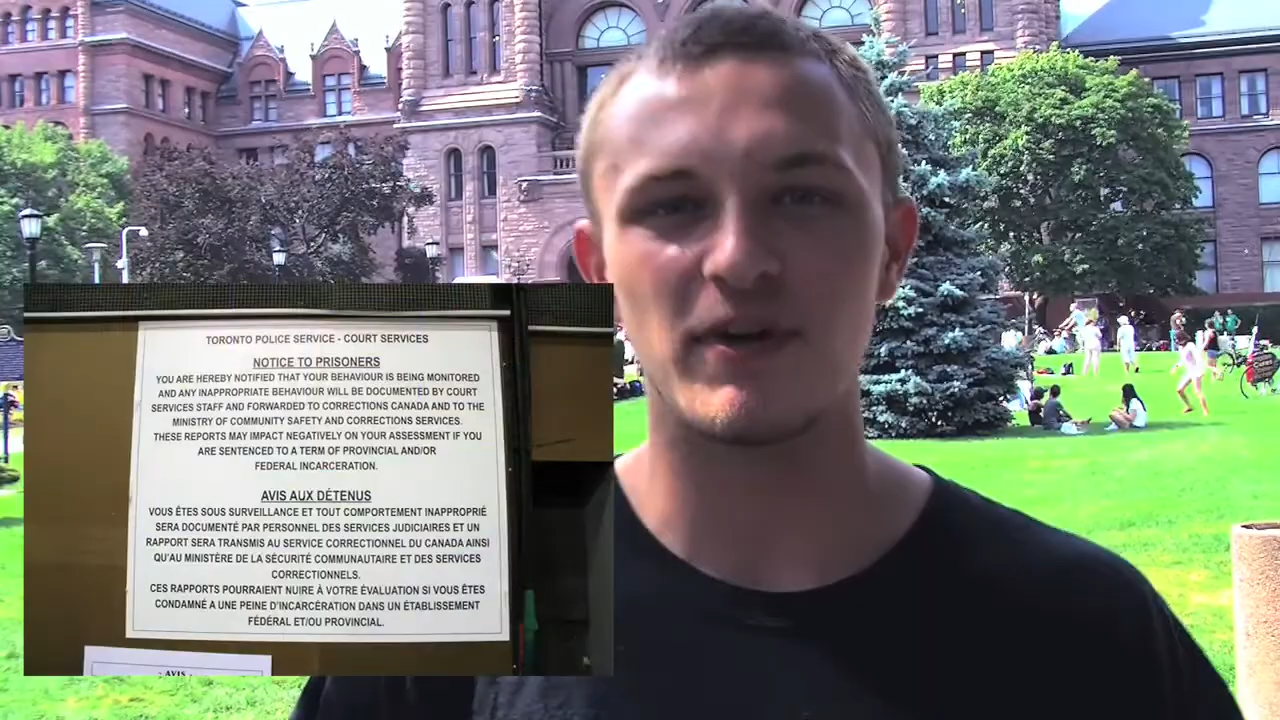 TORONTO POLICE SERVICE - COURT SERVICES
NOTICE TO PRISONERS
YOU ARE HEREBY NOTIFIED THAT YOUR BEHAVIOUR IS BEING MONITORED
AND ANY INAPPROPRIATE BEHAVIOUR WILL BE DOCUMENTED BY COURT
SERVICES STAFF AND FORWARDED TO CORRECTIONS CANADA AND TO THE
MINISTRY OF COMMUNITY SAFETY AND CORRECTIONS SERVICES.
THESE REPORTS MAY IMPACT NEGATIVELY ON YOUR ASSESSMENT IF YOU
ARE SENTENCED TO A TERM OF PROVINCIAL AND/OR
FEDERAL INCARCERATION.
AVIS AUX DÉTENUS
VOUS ÊTES SOUS SURVEILLANCE ET TOUT COMPORTEMENT INAPPROPRIÉ
SERA DOCUMENTÉ PAR PERSONNEL DES SERVICES JUDICIAIRES ET UN
RAPPORT SERA TRANSMIS AU SERVICE CORRECTIONNEL DU CANADA AINSI
QU'AU MINISTÈRE DE LA SÉCURITÉ COMMUNAUTAIRE ET DES SERVICES
CORRECTIONNELS.
CES RAPPORTS POURRAIENT NUIRE À VOTRE ÉVALUATION SI VOUS ÊTES
CONDAMNÉ A UNE PEINE D'INCARCÉRATION DANS UN ÉTABLISSEMENT
FÉDÉRAL ET/OU PROVINCIAL.
- AVIS -